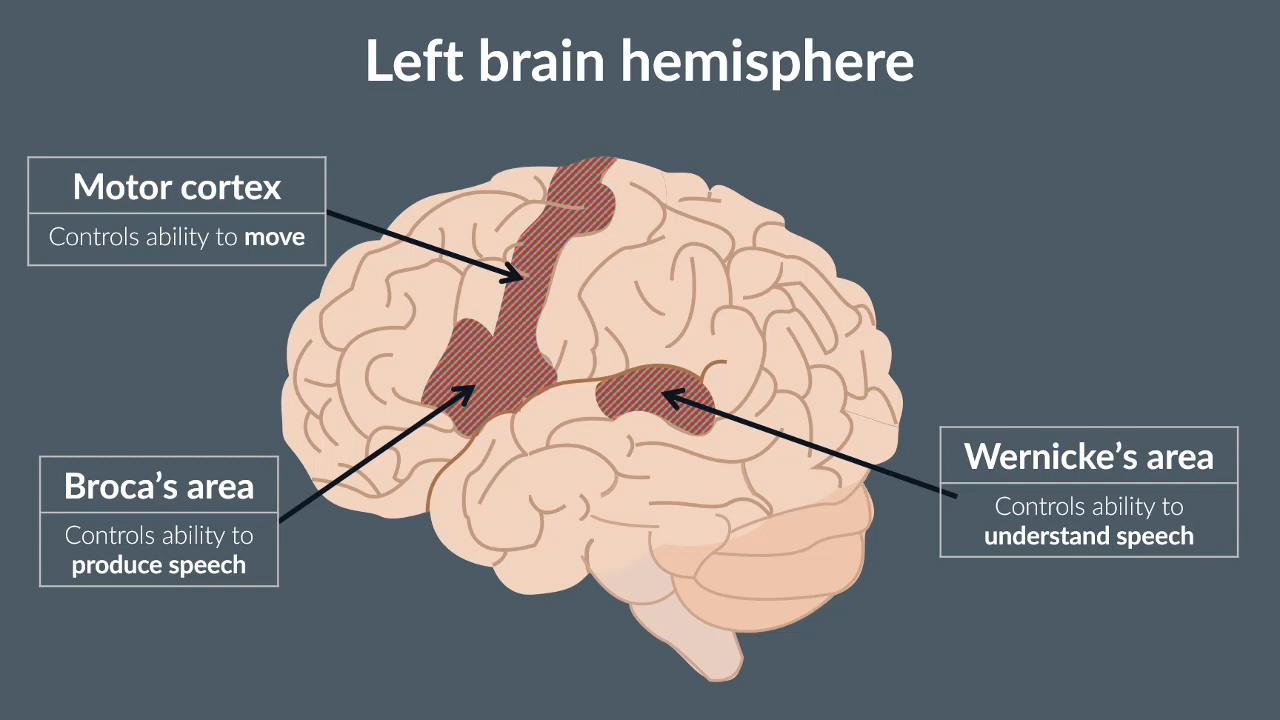 Left brain hemisphere
Motor cortex
Controls ability to move
Broca’s area
Controls ability to
produce speech
Wernicke’s area
Controls ability to
understand speech